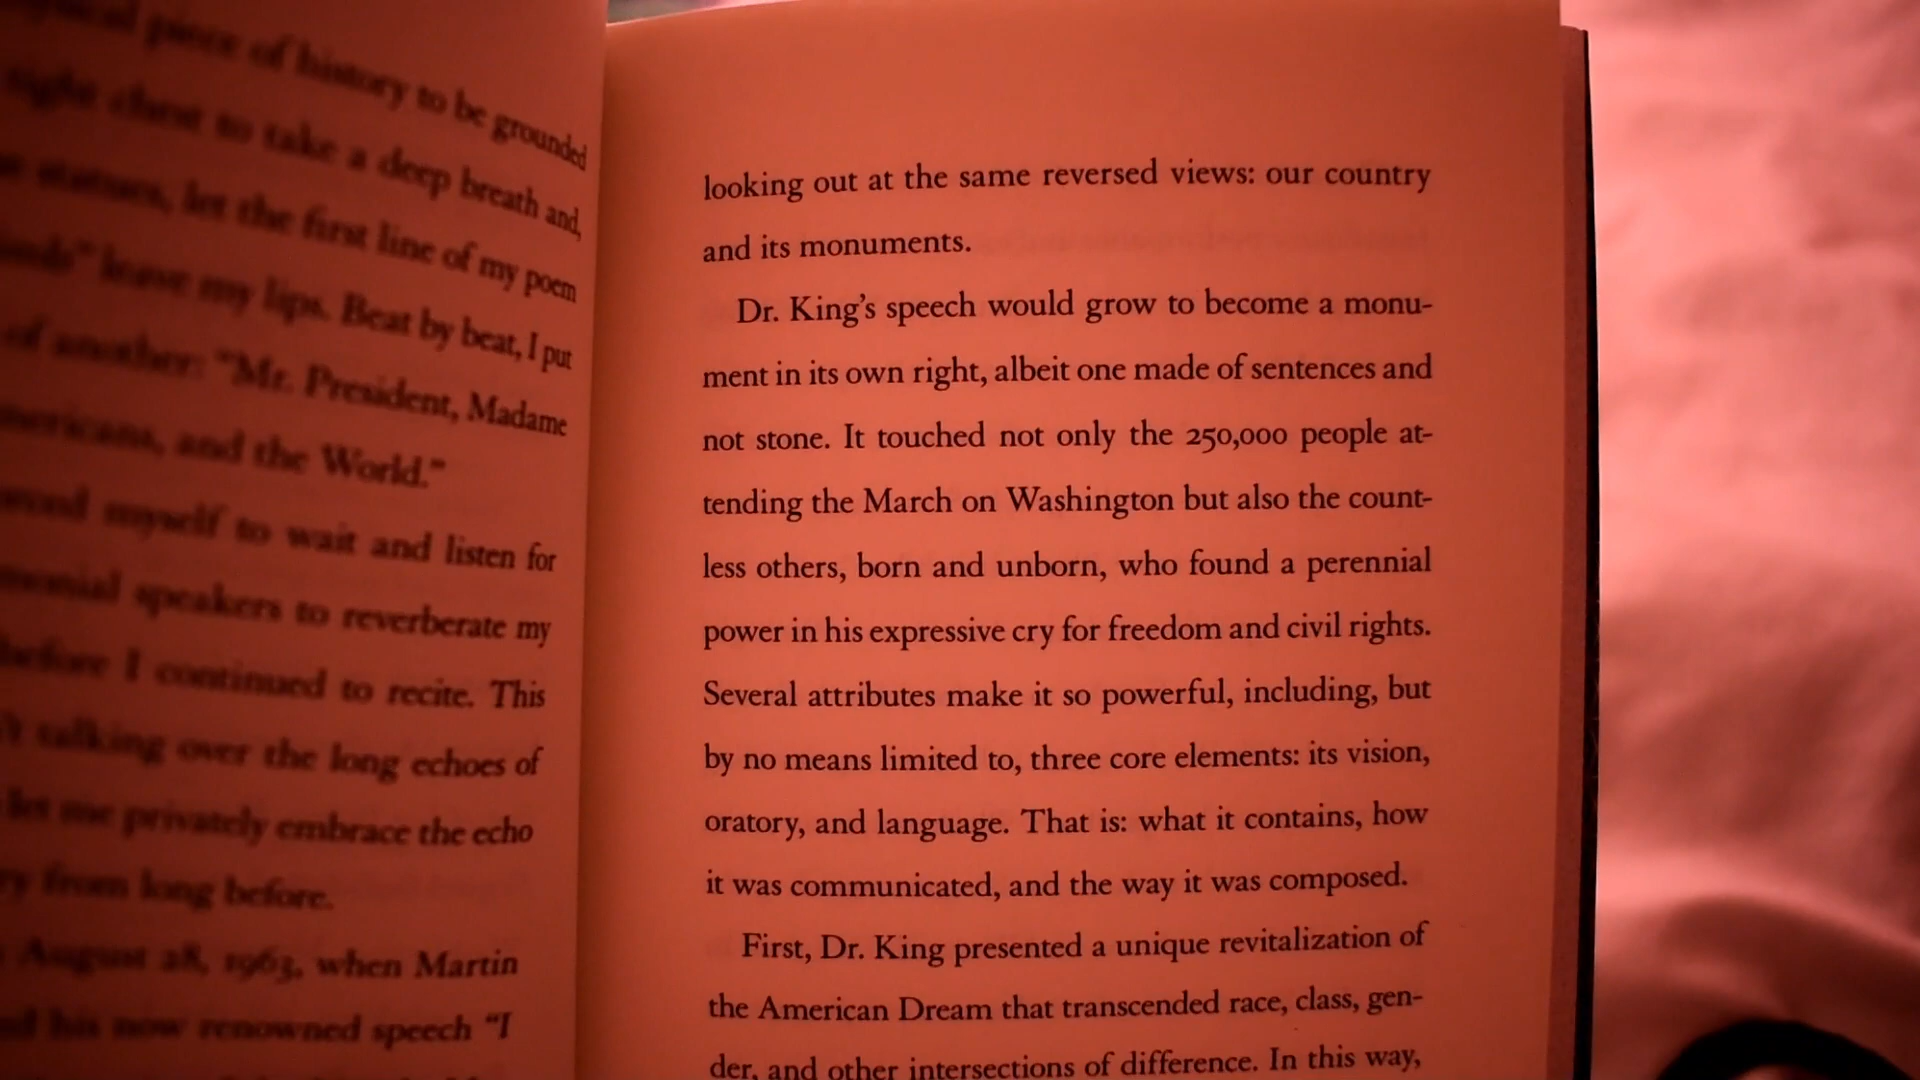 piece of history to be grounded
right chest to take a deep breath and,
statues, let the first line of my poem
leave my lips. Beat by beat, I put
of another: "Mr. President, Madame
and the World."
myself to wait and listen for
speakers to reverberate my
before I continued to recite. This
talking over the long echoes of
let me privately embrace the echo
from long before.
August 28, 1963, when Martin
his now renowned speech "I
looking out at the same reversed views: our country
and its monuments.
Dr. King's speech would grow to become a monu-
ment in its own right, albeit one made of sentences and
not stone. It touched not only the 250,000 people at-
tending the March on Washington but also the count-
less others, born and unborn, who found a perennial
power in his expressive cry for freedom and civil rights.
Several attributes make it so powerful, including, but
by no means limited to, three core elements: its vision,
oratory, and language. That is: what it contains, how
it was communicated, and the way it was composed.
First, Dr. King presented a unique revitalization of
the American Dream that transcended race, class, gen-
der, and other intersections of difference. In this way,